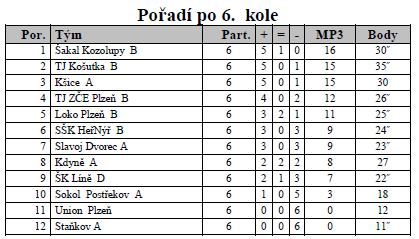 Pořadí po 6. kole
Por. Tým Part. + = - MP3 Body
1 Šakal Kozolupy B 6 5 1 0 16 30"
2 TJ Košutka B 6 5 0 1 15 35"
3 Kšice A 6 5 0 1 15 30
4 TJ ZČE Plzeň B 6 4 0 2 12 26"
5 Loko Plzeň B 6 3 2 1 11 25"
6 SŠK HeřNýř B 6 3 0 3 9 24"
7 Slavoj Dvorec A 6 3 0 3 9 23"
8 Kdyně A 6 2 2 2 8 27
9 ŠK Líně D 6 2 1 3 7 22"
10 Sokol Postřekov A 6 1 0 5 3 18
11 Union Plzeň 6 0 0 6 0 12
12 Staňkov A 6 0 0 6 0 11"